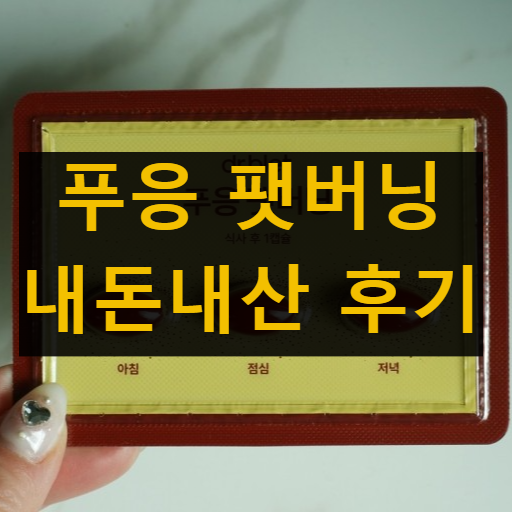 푸응 팻버닝
내돈내산 후기
아침
점심
저녁